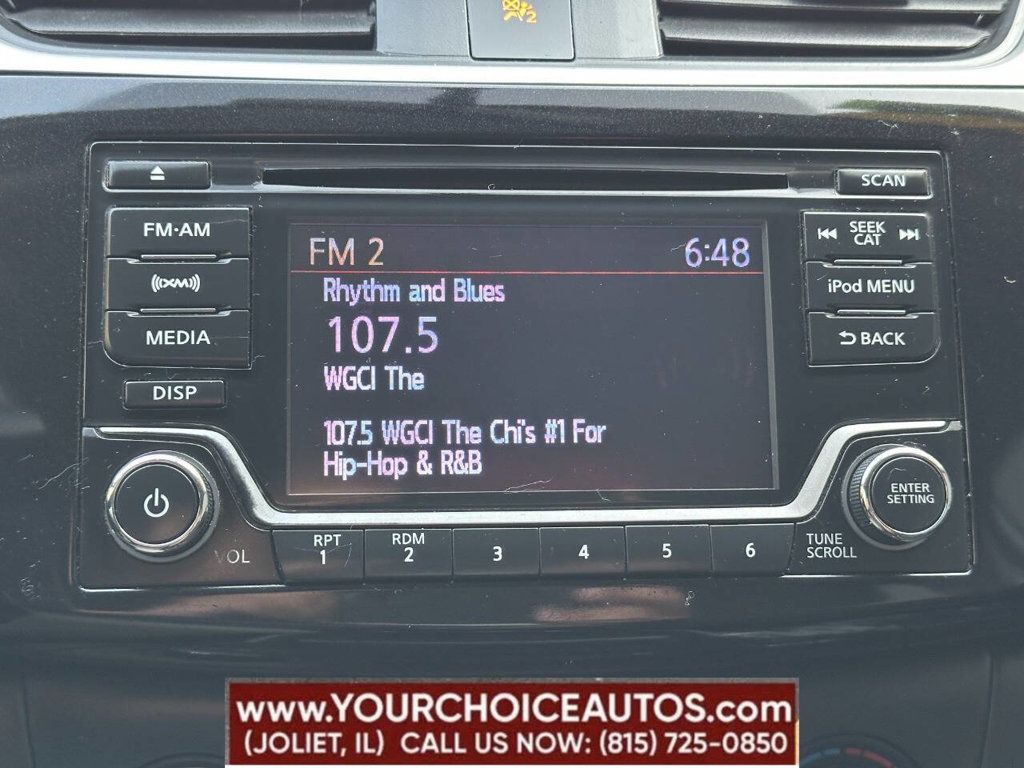 2
SCAN
FM·AM
SEEK
CAT
XM
iPod MENU
MEDIA
BACK
DISP
FM 2 6:48
Rhythm and Blues
107.5
WGCI The
107.5 WGCI The Chi's #1 For
Hip-Hop & R&B
ENTER
SETTING
VOL
RPT
1
RDM
2
3
4
5
6
TUNE
SCROLL
www.YOURCHOICEAUTOS.com
(JOLIET, IL) CALL US NOW: (815) 725-0850